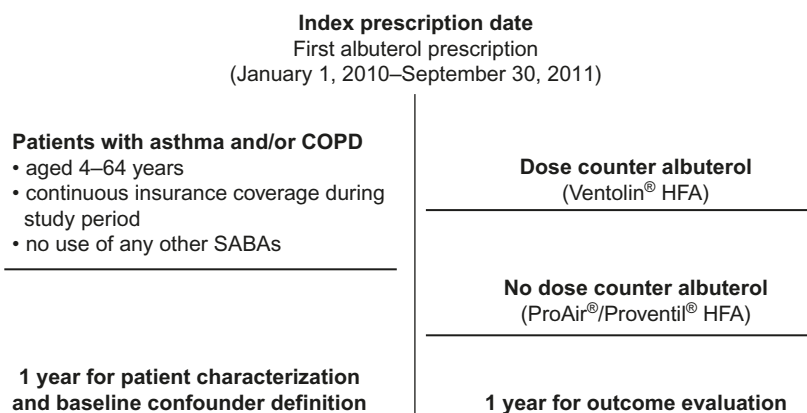 Index prescription date
First albuterol prescription
(January 1, 2010–September 30, 2011)
Patients with asthma and/or COPD
• aged 4–64 years
• continuous insurance coverage during
study period
• no use of any other SABAs
Dose counter albuterol
(Ventolin® HFA)
No dose counter albuterol
(ProAir®/Proventil® HFA)
1 year for patient characterization
and baseline confounder definition
1 year for outcome evaluation